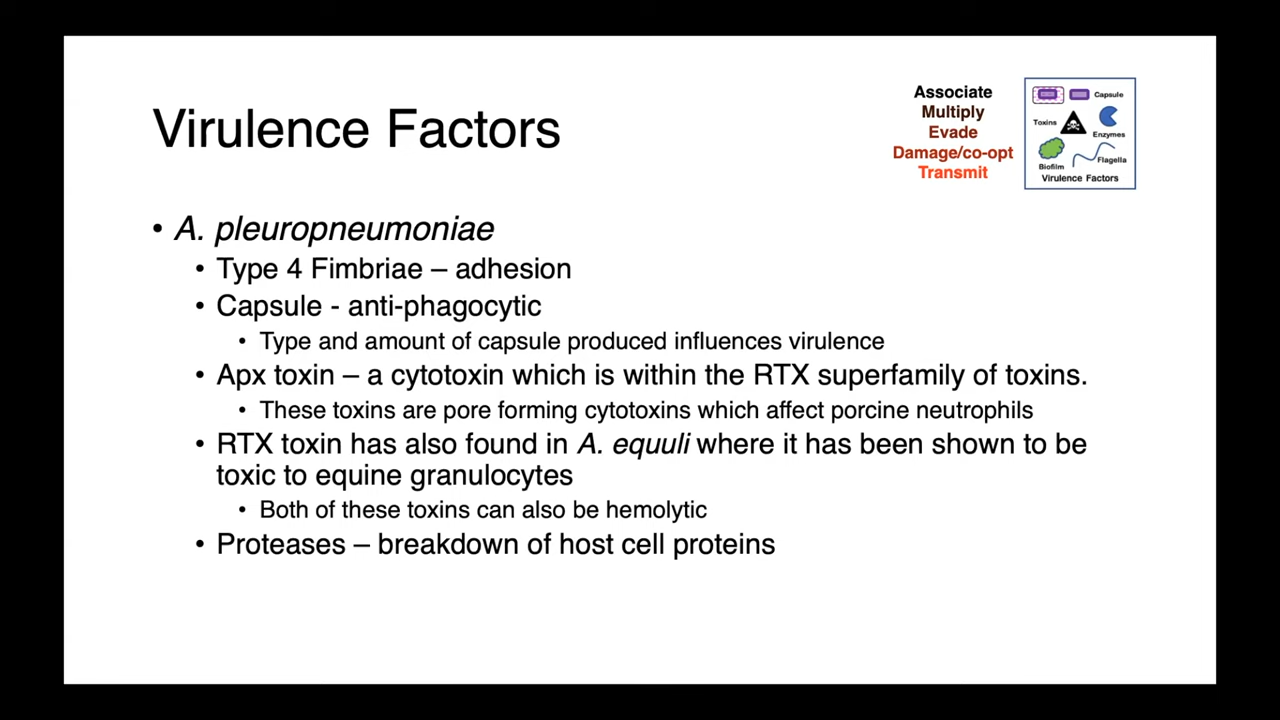 Virulence Factors
Associate
Multiply
Evade
Damage/co-opt
Transmit
Capsule
Toxins
Enzymes
Biofilm
Flagella
Virulence Factors
• A. pleuropneumoniae
• Type 4 Fimbriae – adhesion
• Capsule - anti-phagocytic
• Type and amount of capsule produced influences virulence
• Apx toxin – a cytotoxin which is within the RTX superfamily of toxins.
• These toxins are pore forming cytotoxins which affect porcine neutrophils
• RTX toxin has also found in A. equuli where it has been shown to be
toxic to equine granulocytes
• Both of these toxins can also be hemolytic
• Proteases – breakdown of host cell proteins